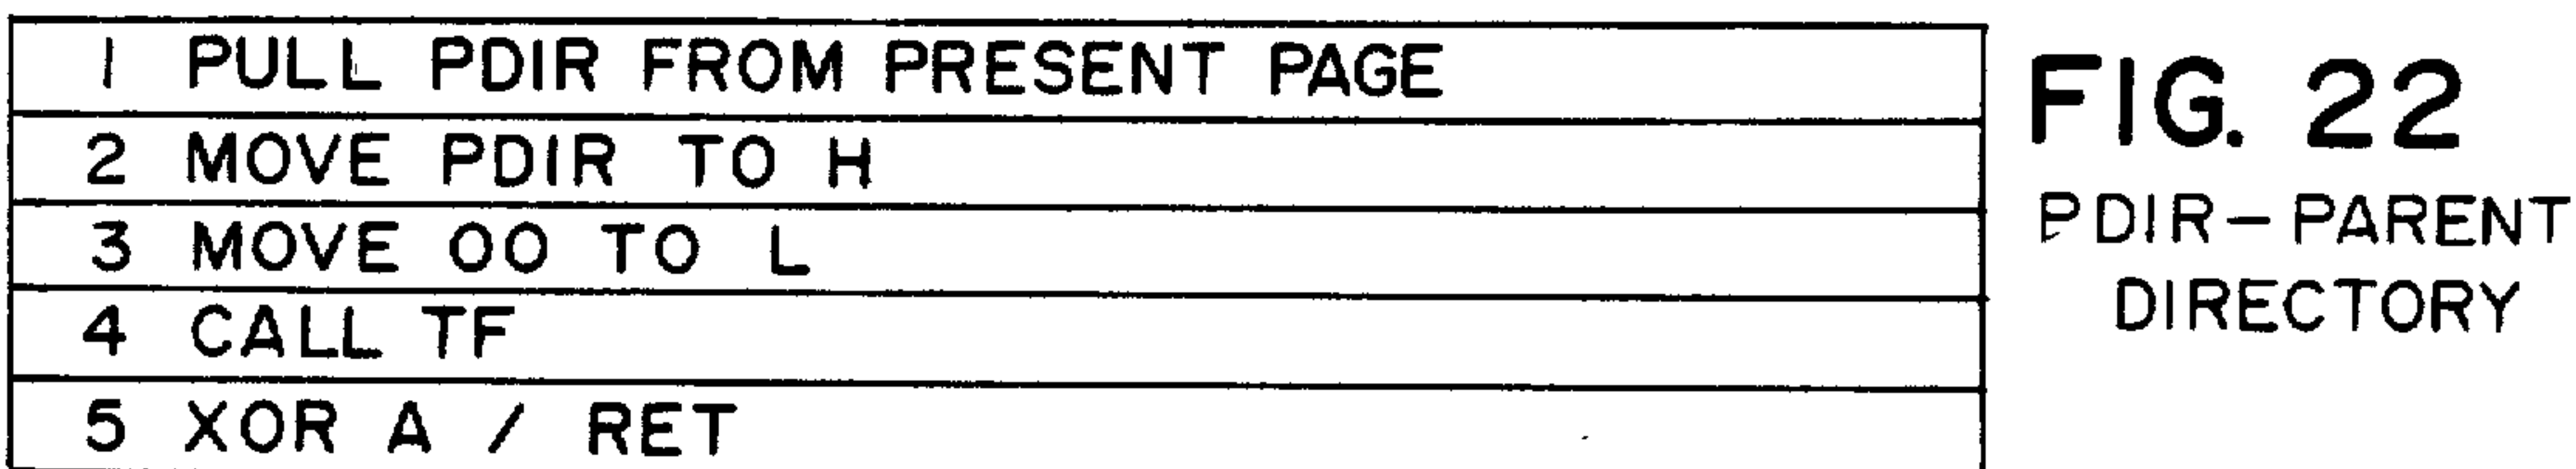 1 PULL PDIR FROM PRESENT PAGE
2 MOVE PDIR TO H
3 MOVE 00 TO L
4 CALL TF
5 XOR A / RET
FIG. 22
PDIR-PARENT
DIRECTORY